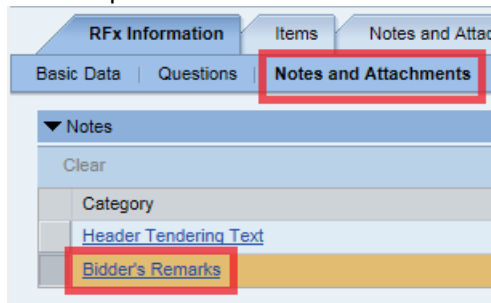 RFx Information Items Notes and Attac
Basic Data | Questions | Notes and Attachments
Notes
Clear
Category
Header Tendering Text
Bidder's Remarks